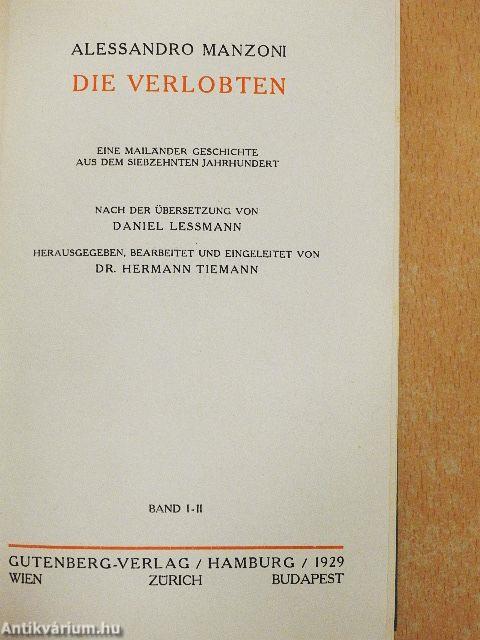 ALESSANDRO MANZONI
DIE VERLOBTEN
EINE MAILÄNDER GESCHICHTE
AUS DEM SIEBZEHNTEN JAHRHUNDERT
NACH DER ÜBERSETZUNG VON
DANIEL LESSMANN
HERAUSGEGEBEN, BEARBEITET UND EINGELEITET VON
DR. HERMANN TIEMANN
BAND I-II
GUTENBERG-VERLAG / HAMBURG / 1929
WIEN ZÜRICH BUDAPEST
Antikvárium.hu